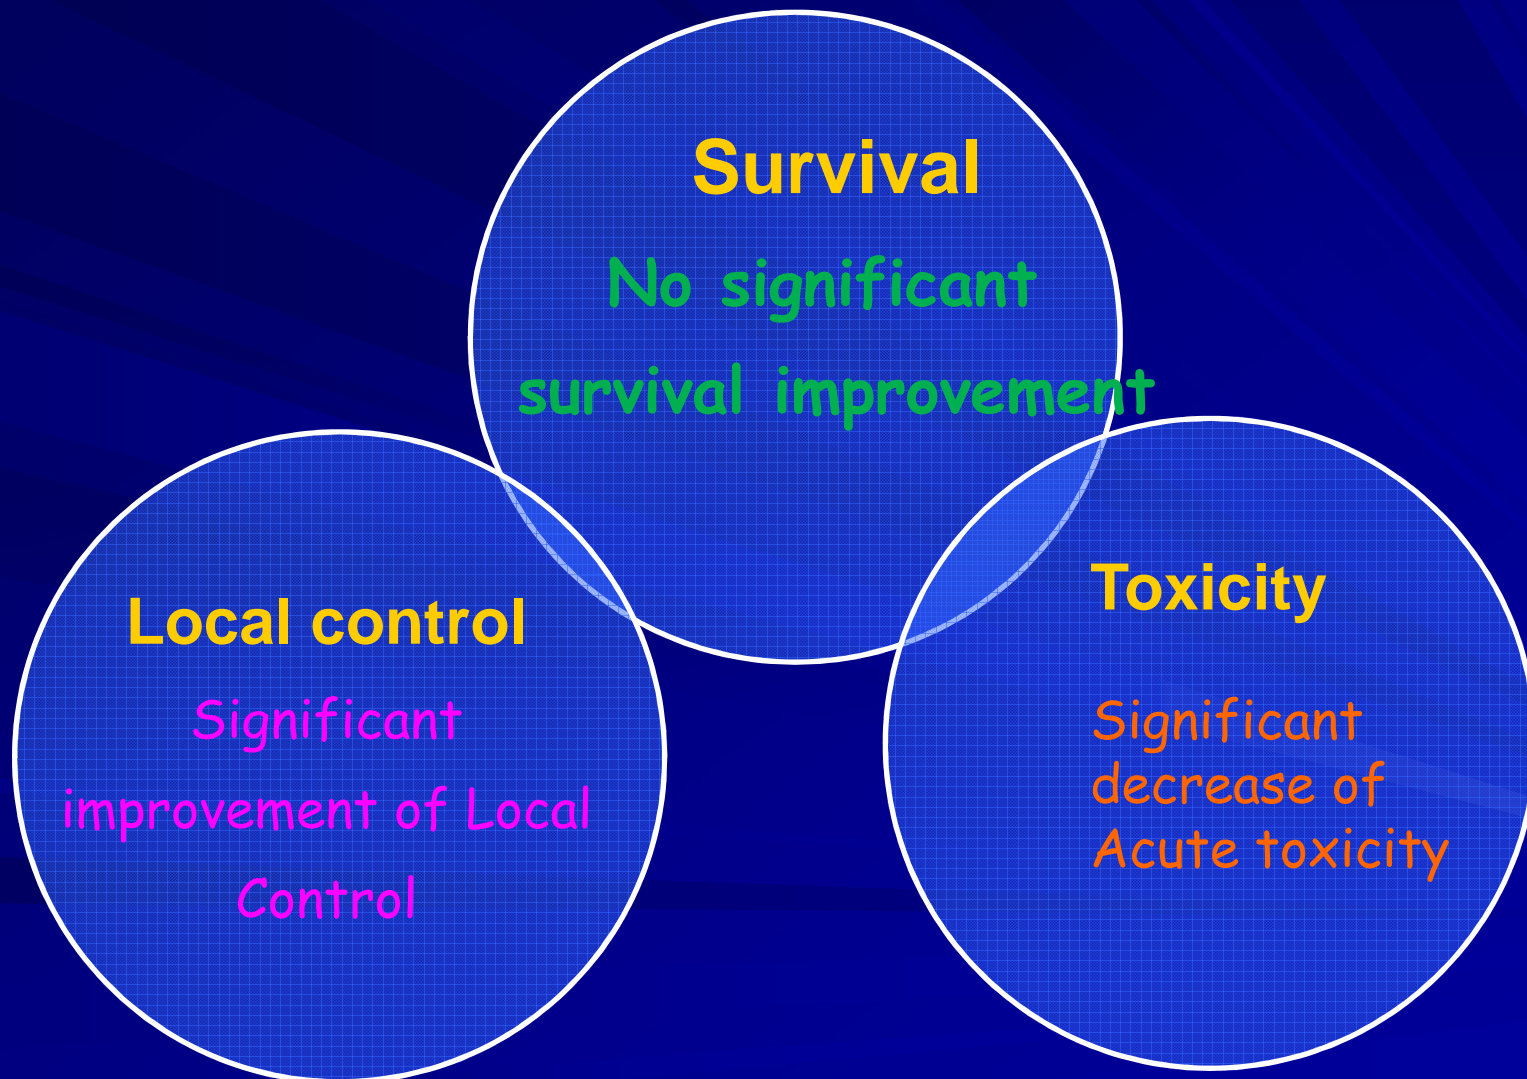 Survival
No significant
survival improvement
Local control
Significant
improvement of Local
Control
Toxicity
Significant
decrease of
Acute toxicity